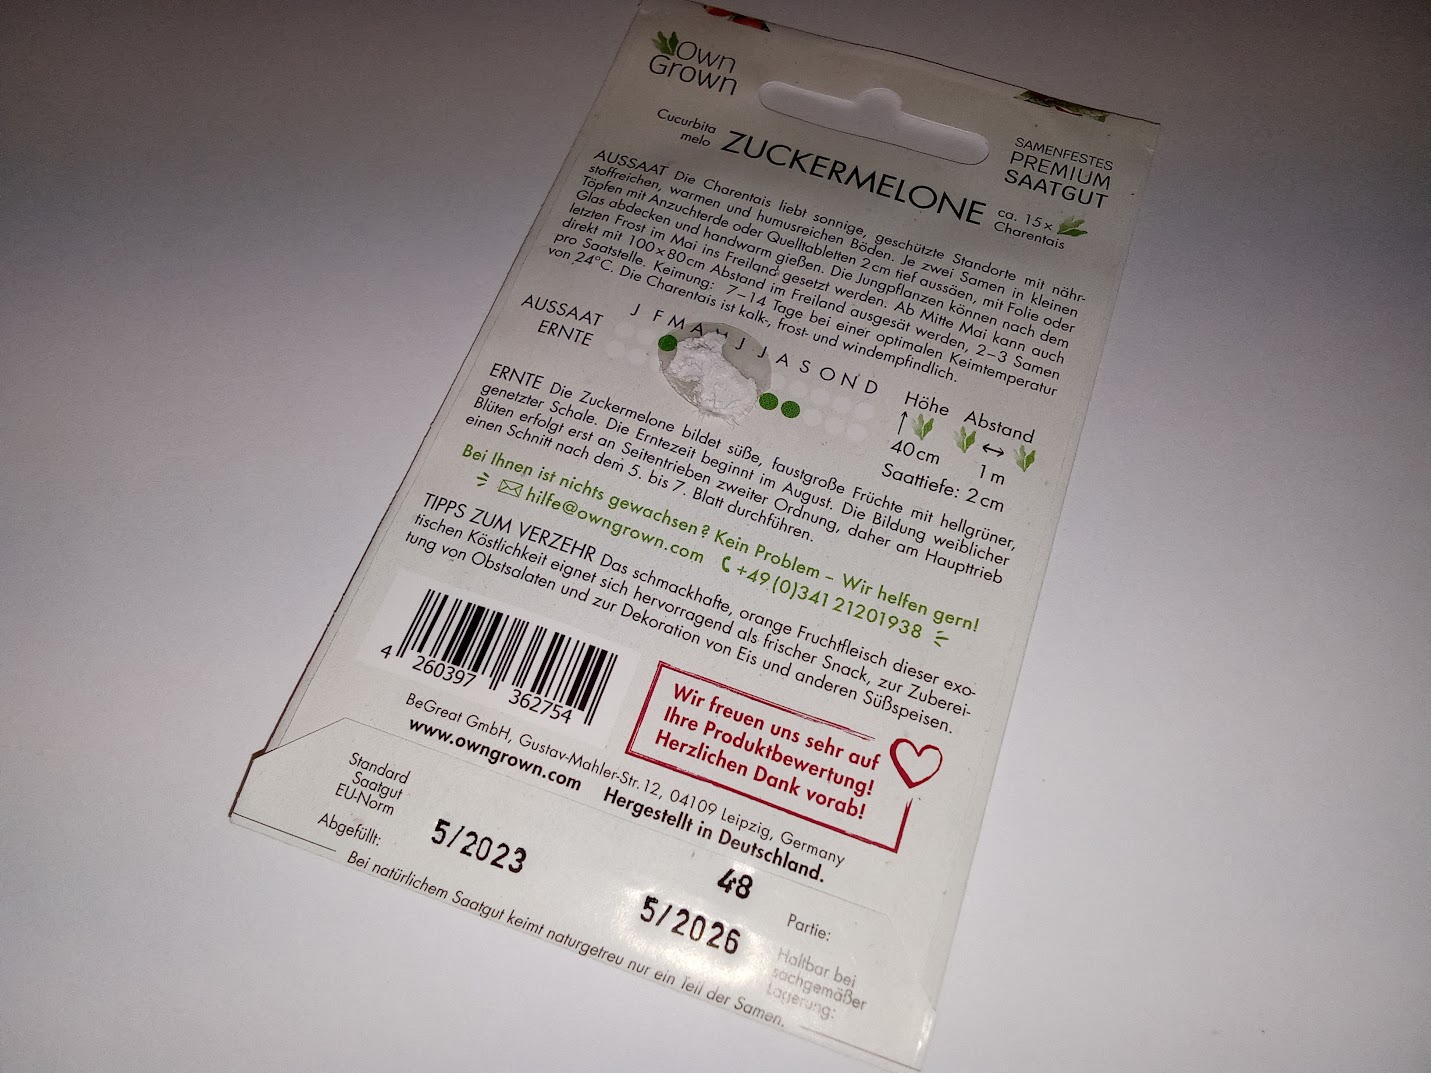 Own
Grown
Cucurbita
melo
ZUCKERMELONE
ca. 15×
Charentais
SAMENFESTES
PREMIUM
SAATGUT
AUSSAAT Die Charentais liebt sonnige, geschützte Standorte mit nähr-
stoffreichen, warmen und humusreichen Böden. Je zwei Samen in kleinen
Töpfen mit Anzuchterde oder Quelltabletten 2cm tief aussäen, mit Folie oder
Glas abdecken und handwarm gießen. Die Jungpflanzen können nach dem
letzten Frost im Mai ins Freiland gesetzt werden. Ab Mitte Mai kann auch
direkt mit 100×80cm Abstand im Freiland ausgesät werden, 2–3 Samen
pro Saatstelle. Keimung: 7–14 Tage bei einer optimalen Keimtemperatur
von 24°C. Die Charentais ist kalk-, frost- und windempfindlich.
J F M A M J J A S O N D
AUSSAAT
ERNTE
Höhe
40cm
Abstand
1m
Saattiefe: 2cm
ERNTE Die Zuckermelone bildet süße, faustgroße Früchte mit hellgrüner,
genetzter Schale. Die Erntezeit beginnt im August. Die Bildung weiblicher
Blüten erfolgt erst an Seitentrieben zweiter Ordnung, daher am Haupttrieb
einen Schnitt nach dem 5. bis 7. Blatt durchführen.
Bei Ihnen ist nichts gewachsen? Kein Problem – Wir helfen gern!
hilfe@owngrown.com +49(0)341 21201938
TIPPS ZUM VERZEHR Das schmackhafte, orange Fruchtfleisch dieser exo-
tischen Köstlichkeit eignet sich hervorragend als frischer Snack, zur Zuberei-
tung von Obstsalaten und zur Dekoration von Eis und anderen Süßspeisen.
4 260397 362754
Wir freuen uns sehr auf
Ihre Produktbewertung!
Herzlichen Dank vorab!
BeGreat GmbH, Gustav-Mahler-Str. 12, 04109 Leipzig, Germany
www.owngrown.com Hergestellt in Deutschland.
Standard
Saatgut
EU-Norm
48
Partie:
Abgefüllt:
5/2023
5/2026
Haltbar bei
sachgemäßer
Lagerung:
Bei natürlichem Saatgut keimt naturgetreu nur ein Teil der Samen.